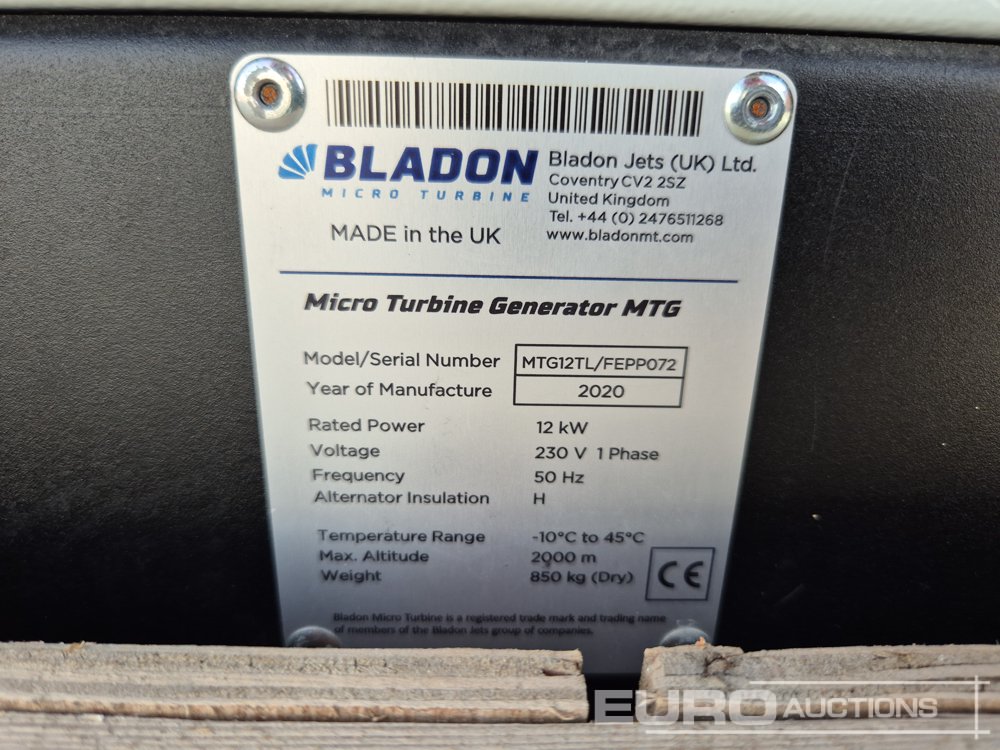 BLADON
MICRO TURBINE
MADE in the UK
Bladon Jets (UK) Ltd.
Coventry CV2 2SZ
United Kingdom
Tel. +44 (0) 2476511268
www.bladonmt.com
Micro Turbine Generator MTG
Model/Serial Number MTG12TL/FEPP072
Year of Manufacture 2020
Rated Power 12 kW
Voltage 230 V 1 Phase
Frequency 50 Hz
Alternator Insulation H
Temperature Range -10°C to 45°C
Max. Altitude 2000 m
Weight 850 kg (Dry)
CE
Bladon Micro Turbine is a registered trade mark and trading name
of members of the Bladon Jets group of companies.
EURO AUCTIONS